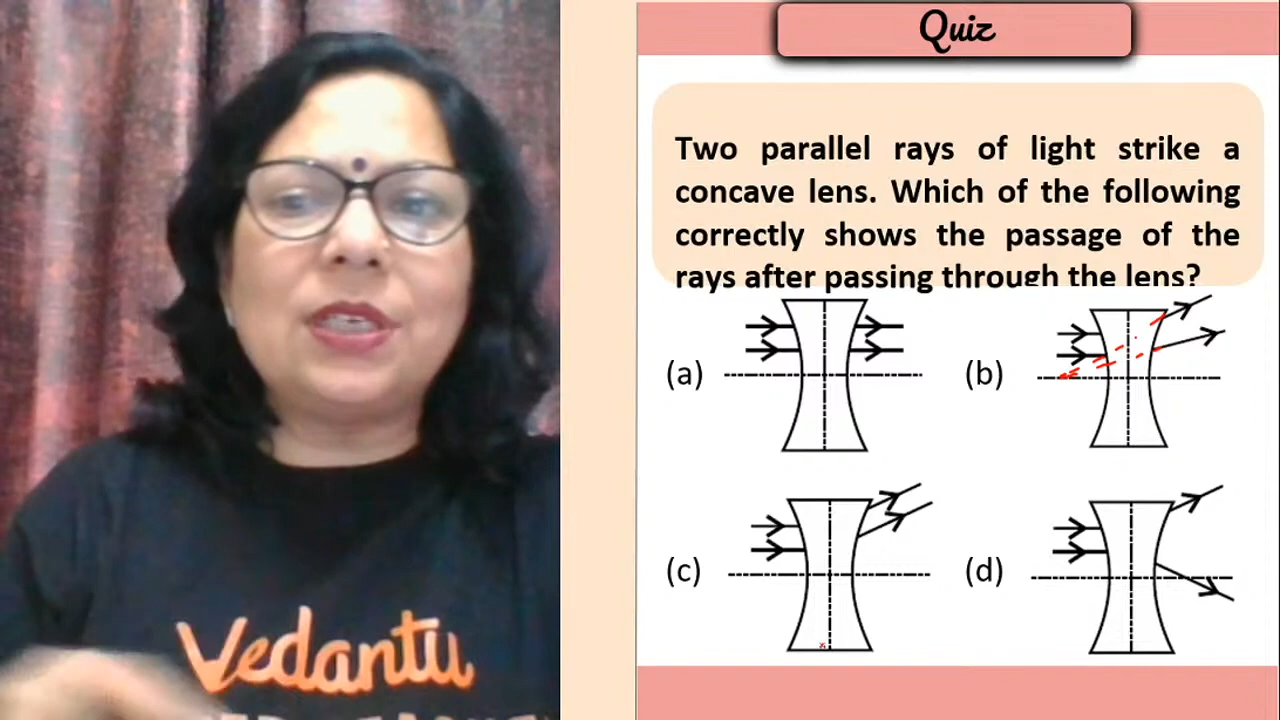 Quiz
Two parallel rays of light strike a
concave lens. Which of the following
correctly shows the passage of the
rays after passing through the lens?
(a)
(b)
(c)
(d)
Vedantu